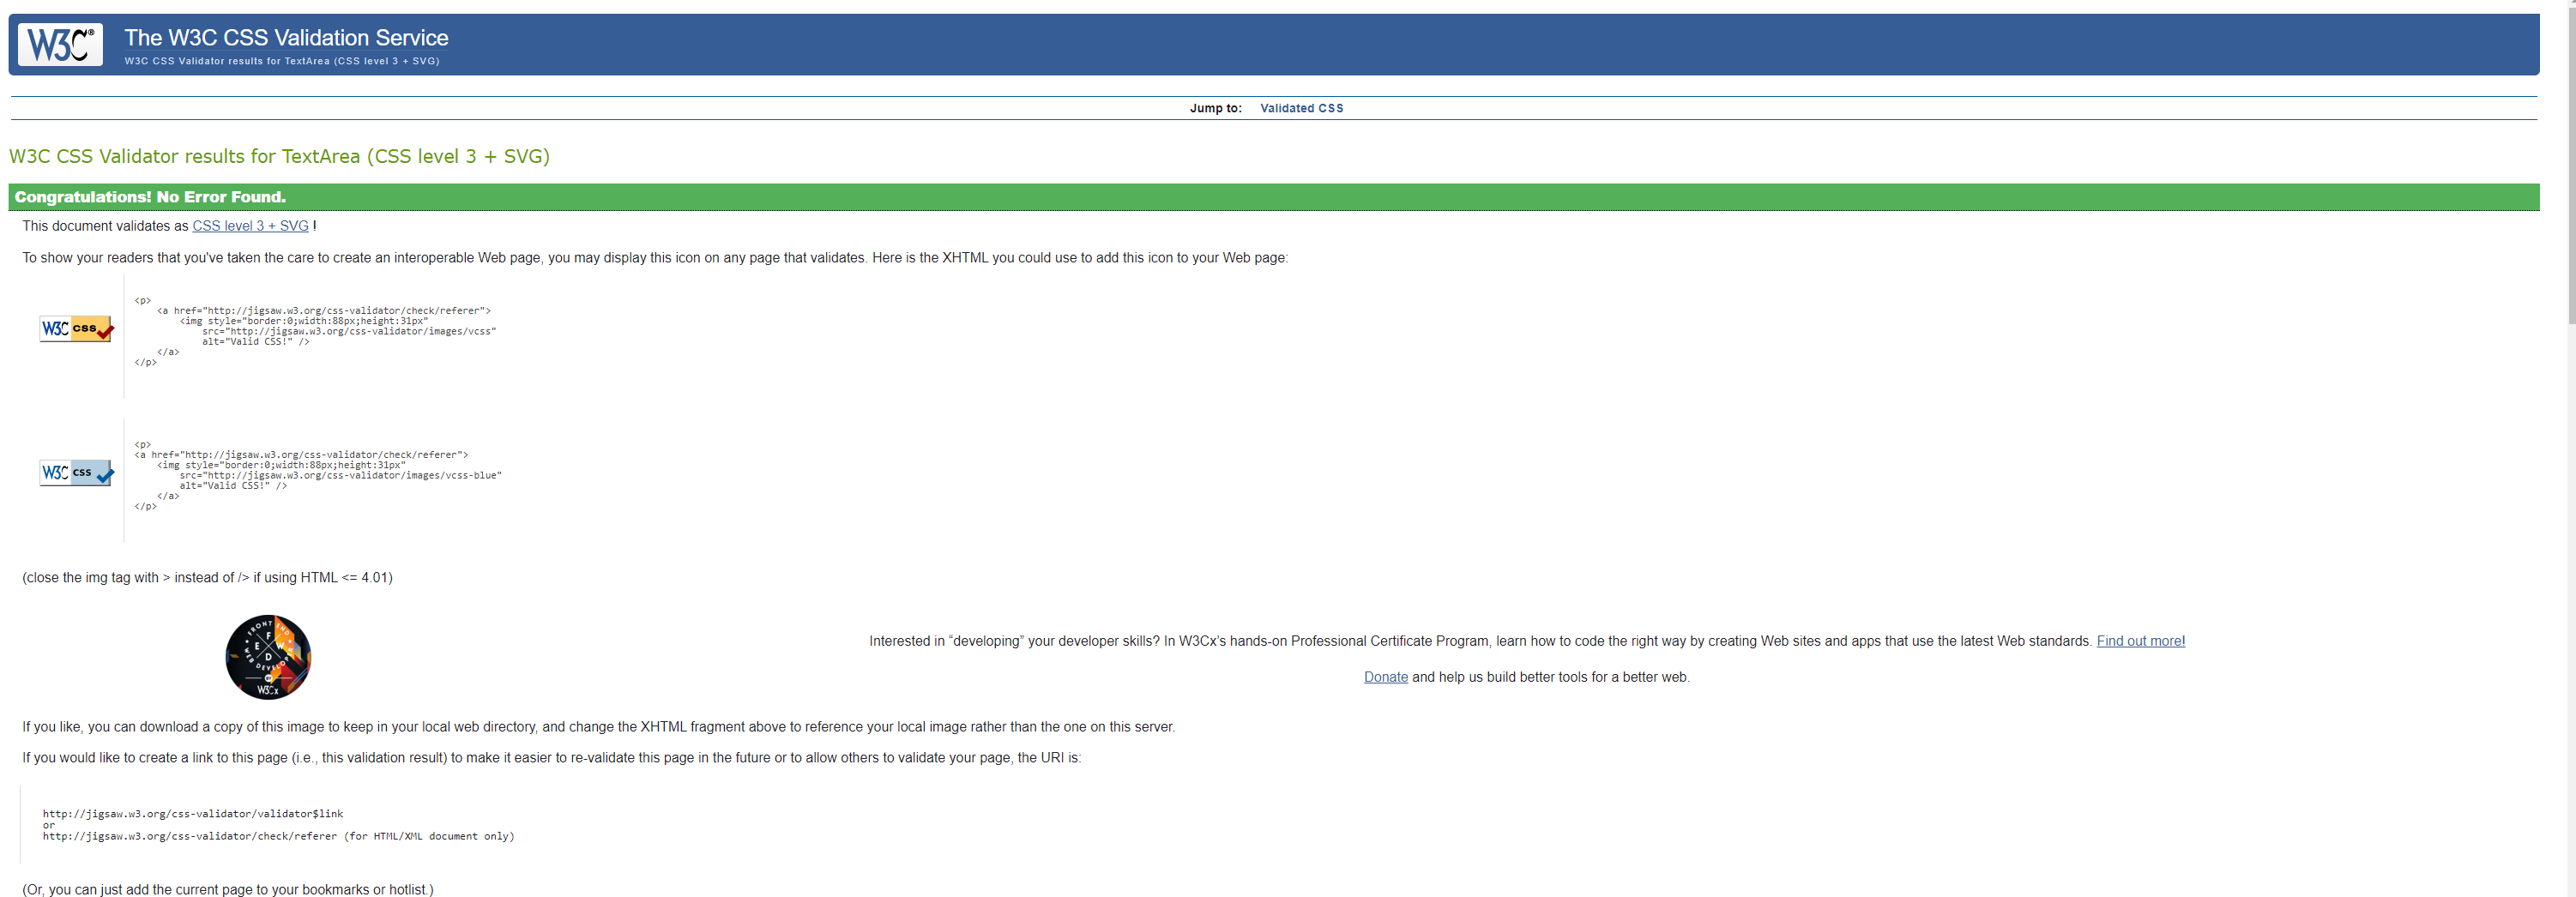 W3C®
The W3C CSS Validation Service
W3C CSS Validator results for TextArea (CSS level 3 + SVG)
Jump to: Validated CSS
W3C CSS Validator results for TextArea (CSS level 3 + SVG)
Congratulations! No Error Found.
This document validates as CSS level 3 + SVG !
To show your readers that you've taken the care to create an interoperable Web page, you may display this icon on any page that validates. Here is the XHTML you could use to add this icon to your Web page:
W3C css
<p>
<a href="http://jigsaw.w3.org/css-validator/check/referer">
<img style="border:0;width:88px;height:31px"
src="http://jigsaw.w3.org/css-validator/images/vcss"
alt="Valid CSS!" />
</a>
</p>
W3C css
<p>
<a href="http://jigsaw.w3.org/css-validator/check/referer">
<img style="border:0;width:88px;height:31px"
src="http://jigsaw.w3.org/css-validator/images/vcss-blue"
alt="Valid CSS!" />
</a>
</p>
(close the img tag with > instead of /> if using HTML <= 4.01)
FRONT END
F
E W
D
WEB DEVELOPER
BY
W3Cx
Interested in “developing” your developer skills? In W3Cx’s hands-on Professional Certificate Program, learn how to code the right way by creating Web sites and apps that use the latest Web standards. Find out more!
Donate and help us build better tools for a better web.
If you like, you can download a copy of this image to keep in your local web directory, and change the XHTML fragment above to reference your local image rather than the one on this server.
If you would like to create a link to this page (i.e., this validation result) to make it easier to re-validate this page in the future or to allow others to validate your page, the URI is:
http://jigsaw.w3.org/css-validator/validator$link
or
http://jigsaw.w3.org/css-validator/check/referer (for HTML/XML document only)
(Or, you can just add the current page to your bookmarks or hotlist.)